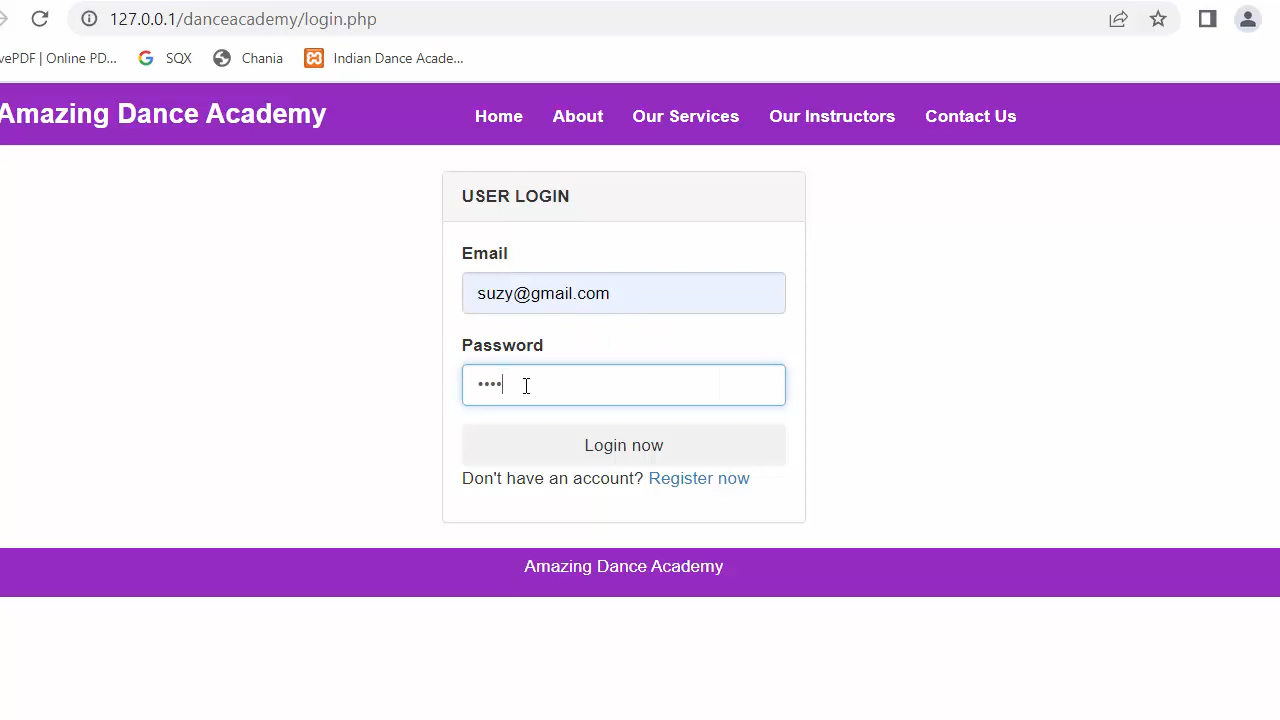 127.0.0.1/danceacademy/login.php
vePDF | Online PD... SQX Chania Indian Dance Acade...
Amazing Dance Academy Home About Our Services Our Instructors Contact Us
USER LOGIN
Email
suzy@gmail.com
Password
••••
Login now
Don't have an account? Register now
Amazing Dance Academy